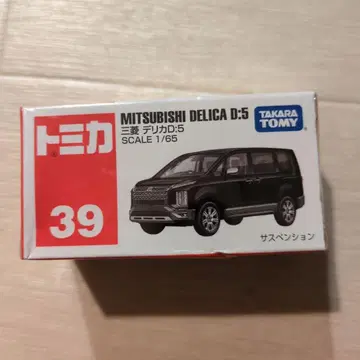 トミカ
39
MITSUBISHI DELICA D:5
三菱 デリカD:5
SCALE 1/65
TAKARA
TOMY
サスペンション